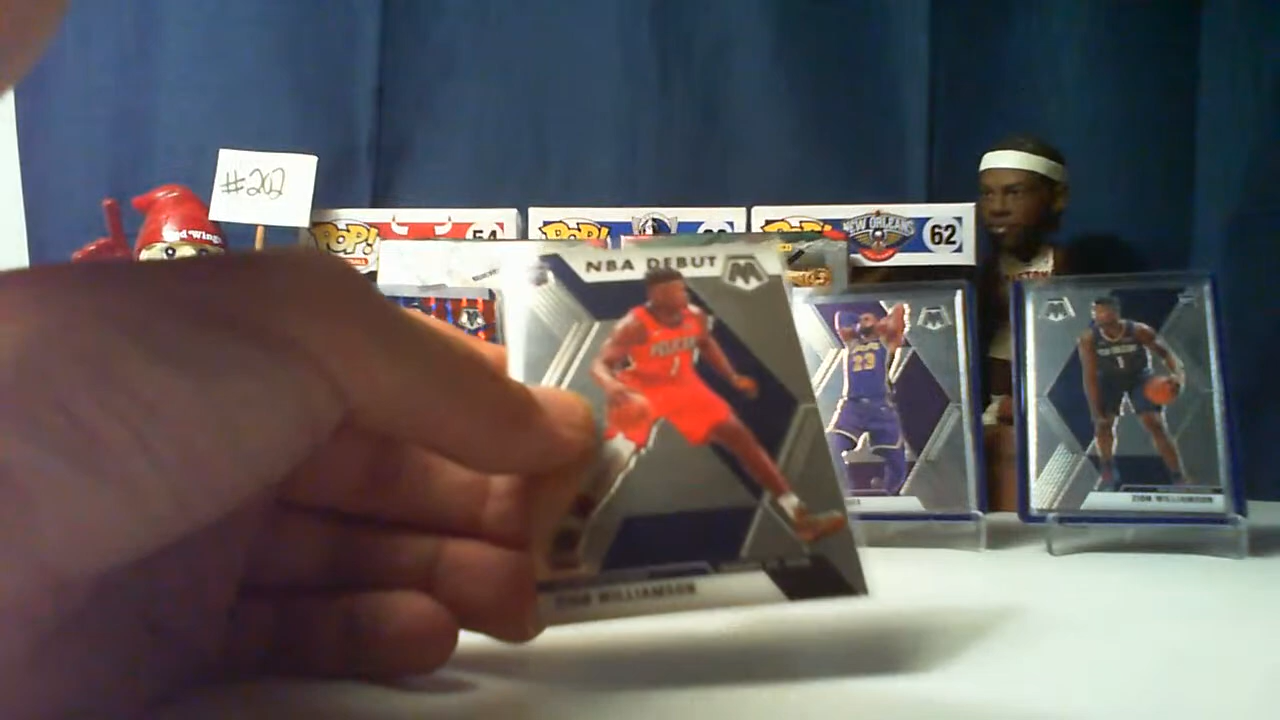 #202
Red Wings
POP!
54
POP!
POP!
NEW ORLEANS
62
NBA DEBUT
M
PELICANS
1
ZION WILLIAMSON
M
23
M
1
ZION WILLIAMSON